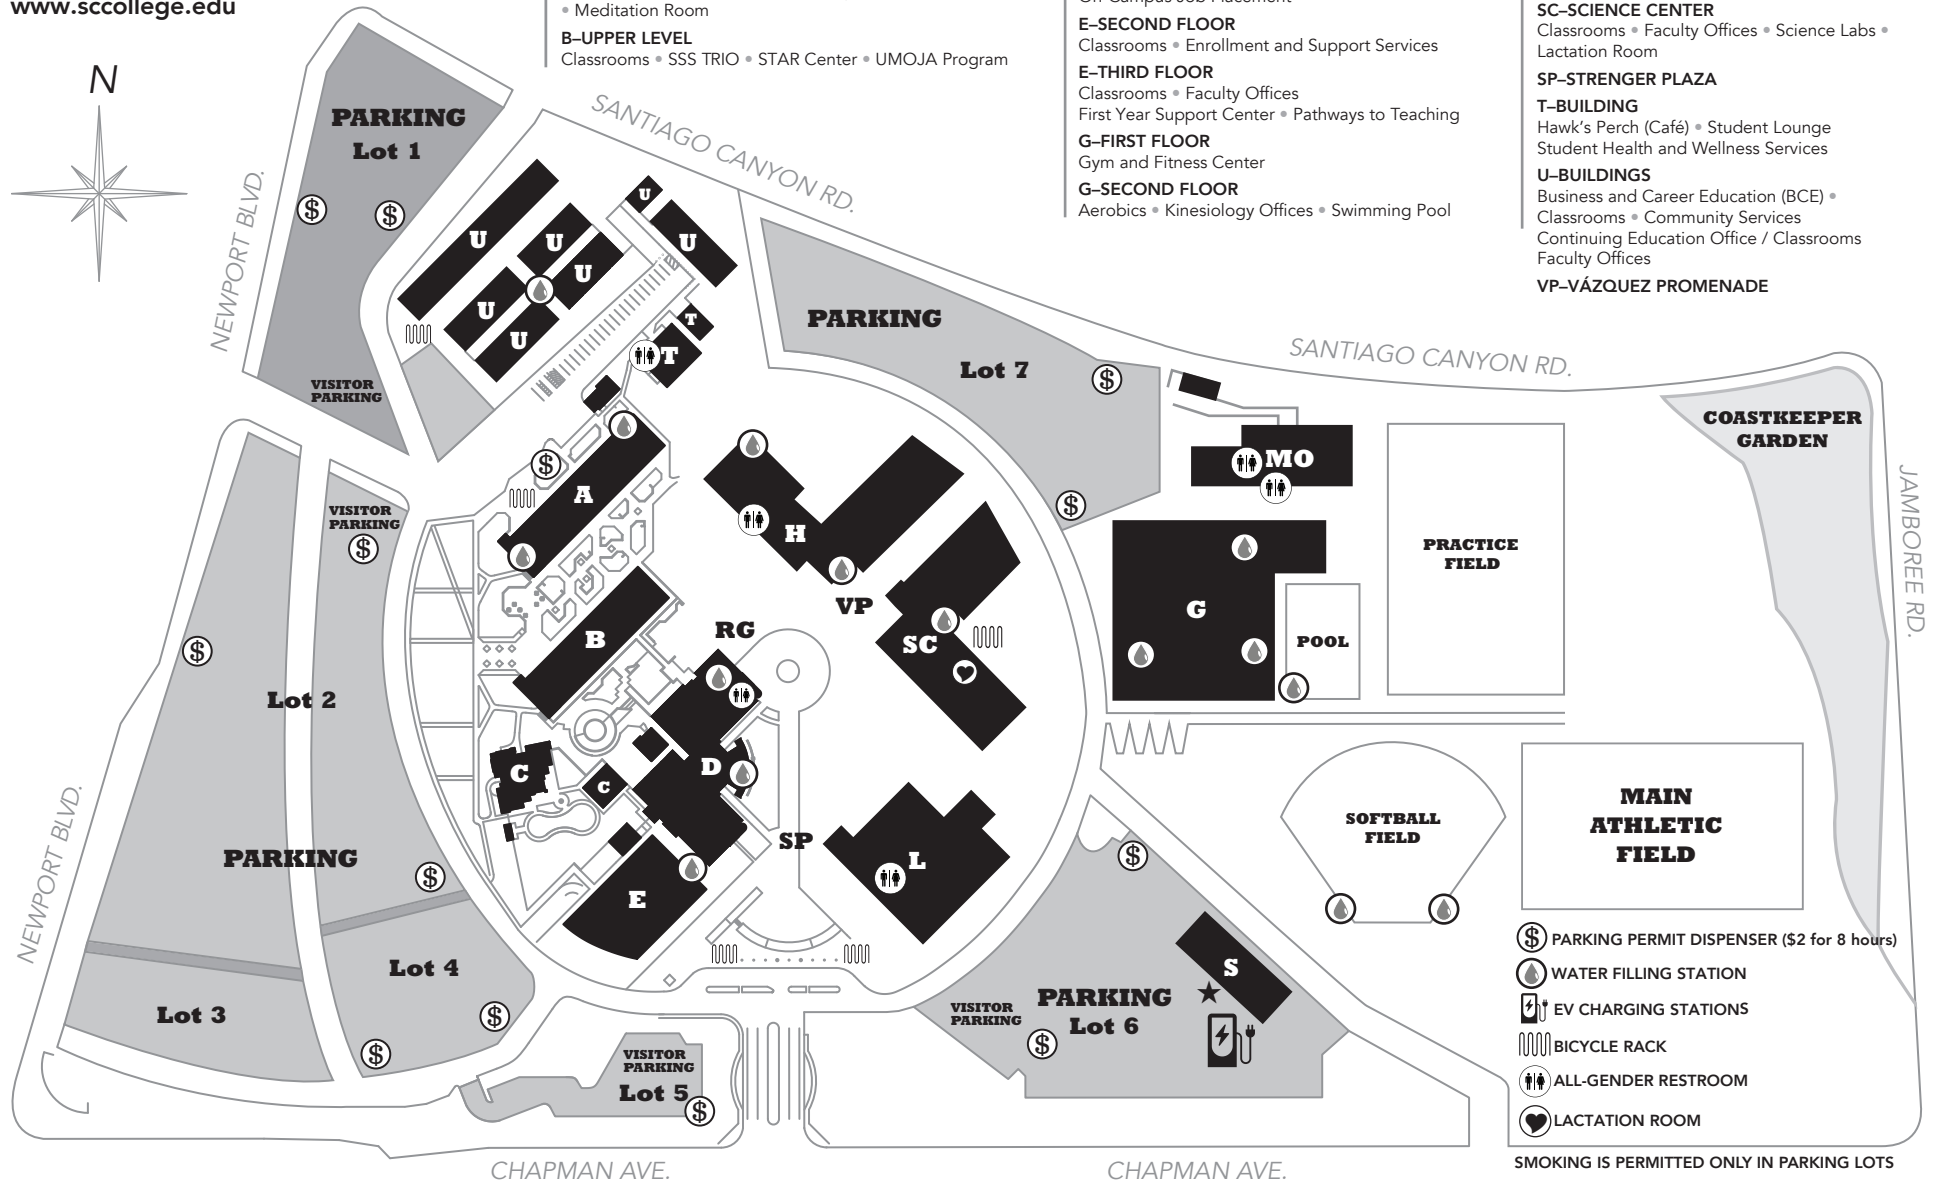 www.sccollege.edu
• Meditation Room
B–UPPER LEVEL
Classrooms • SSS TRIO • STAR Center • UMOJA Program
On-Campus Job Placement
E–SECOND FLOOR
Classrooms • Enrollment and Support Services
E–THIRD FLOOR
Classrooms • Faculty Offices
First Year Support Center • Pathways to Teaching
G–FIRST FLOOR
Gym and Fitness Center
G–SECOND FLOOR
Aerobics • Kinesiology Offices • Swimming Pool
SC–SCIENCE CENTER
Classrooms • Faculty Offices • Science Labs •
Lactation Room
SP–STRENGER PLAZA
T–BUILDING
Hawk’s Perch (Café) • Student Lounge
Student Health and Wellness Services
U–BUILDINGS
Business and Career Education (BCE) •
Classrooms • Community Services
Continuing Education Office / Classrooms
Faculty Offices
VP–VÁZQUEZ PROMENADE
N
PARKING
Lot 1
$
$
VISITOR
PARKING
NEWPORT BLVD.
SANTIAGO CANYON RD.
U
U
U
U
U
U
U
T
T
PARKING
Lot 7
$
$
SANTIAGO CANYON RD.
COASTKEEPER
GARDEN
JAMBOREE RD.
MO
PRACTICE
FIELD
G
POOL
$
A
H
B
VP
RG
SC
VISITOR
PARKING
$
$
Lot 2
PARKING
$
C
C
D
SP
E
L
SOFTBALL
FIELD
MAIN
ATHLETIC
FIELD
NEWPORT BLVD.
Lot 4
Lot 3
$
$
VISITOR
PARKING
Lot 5
$
VISITOR
PARKING
$
PARKING
Lot 6
$
S
$ PARKING PERMIT DISPENSER ($2 for 8 hours)
WATER FILLING STATION
EV CHARGING STATIONS
BICYCLE RACK
ALL-GENDER RESTROOM
LACTATION ROOM
SMOKING IS PERMITTED ONLY IN PARKING LOTS
CHAPMAN AVE.
CHAPMAN AVE.